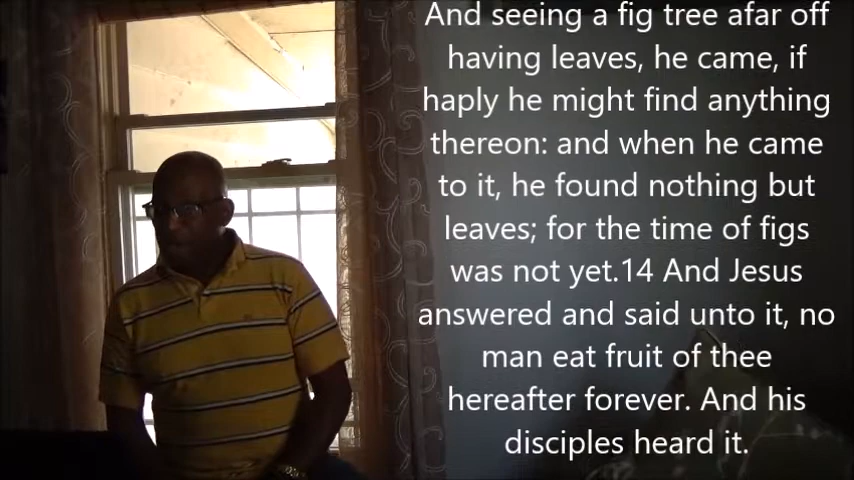 And seeing a fig tree afar off
having leaves, he came, if
haply he might find anything
thereon: and when he came
to it, he found nothing but
leaves; for the time of figs
was not yet.14 And Jesus
answered and said unto it, no
man eat fruit of thee
hereafter forever. And his
disciples heard it.